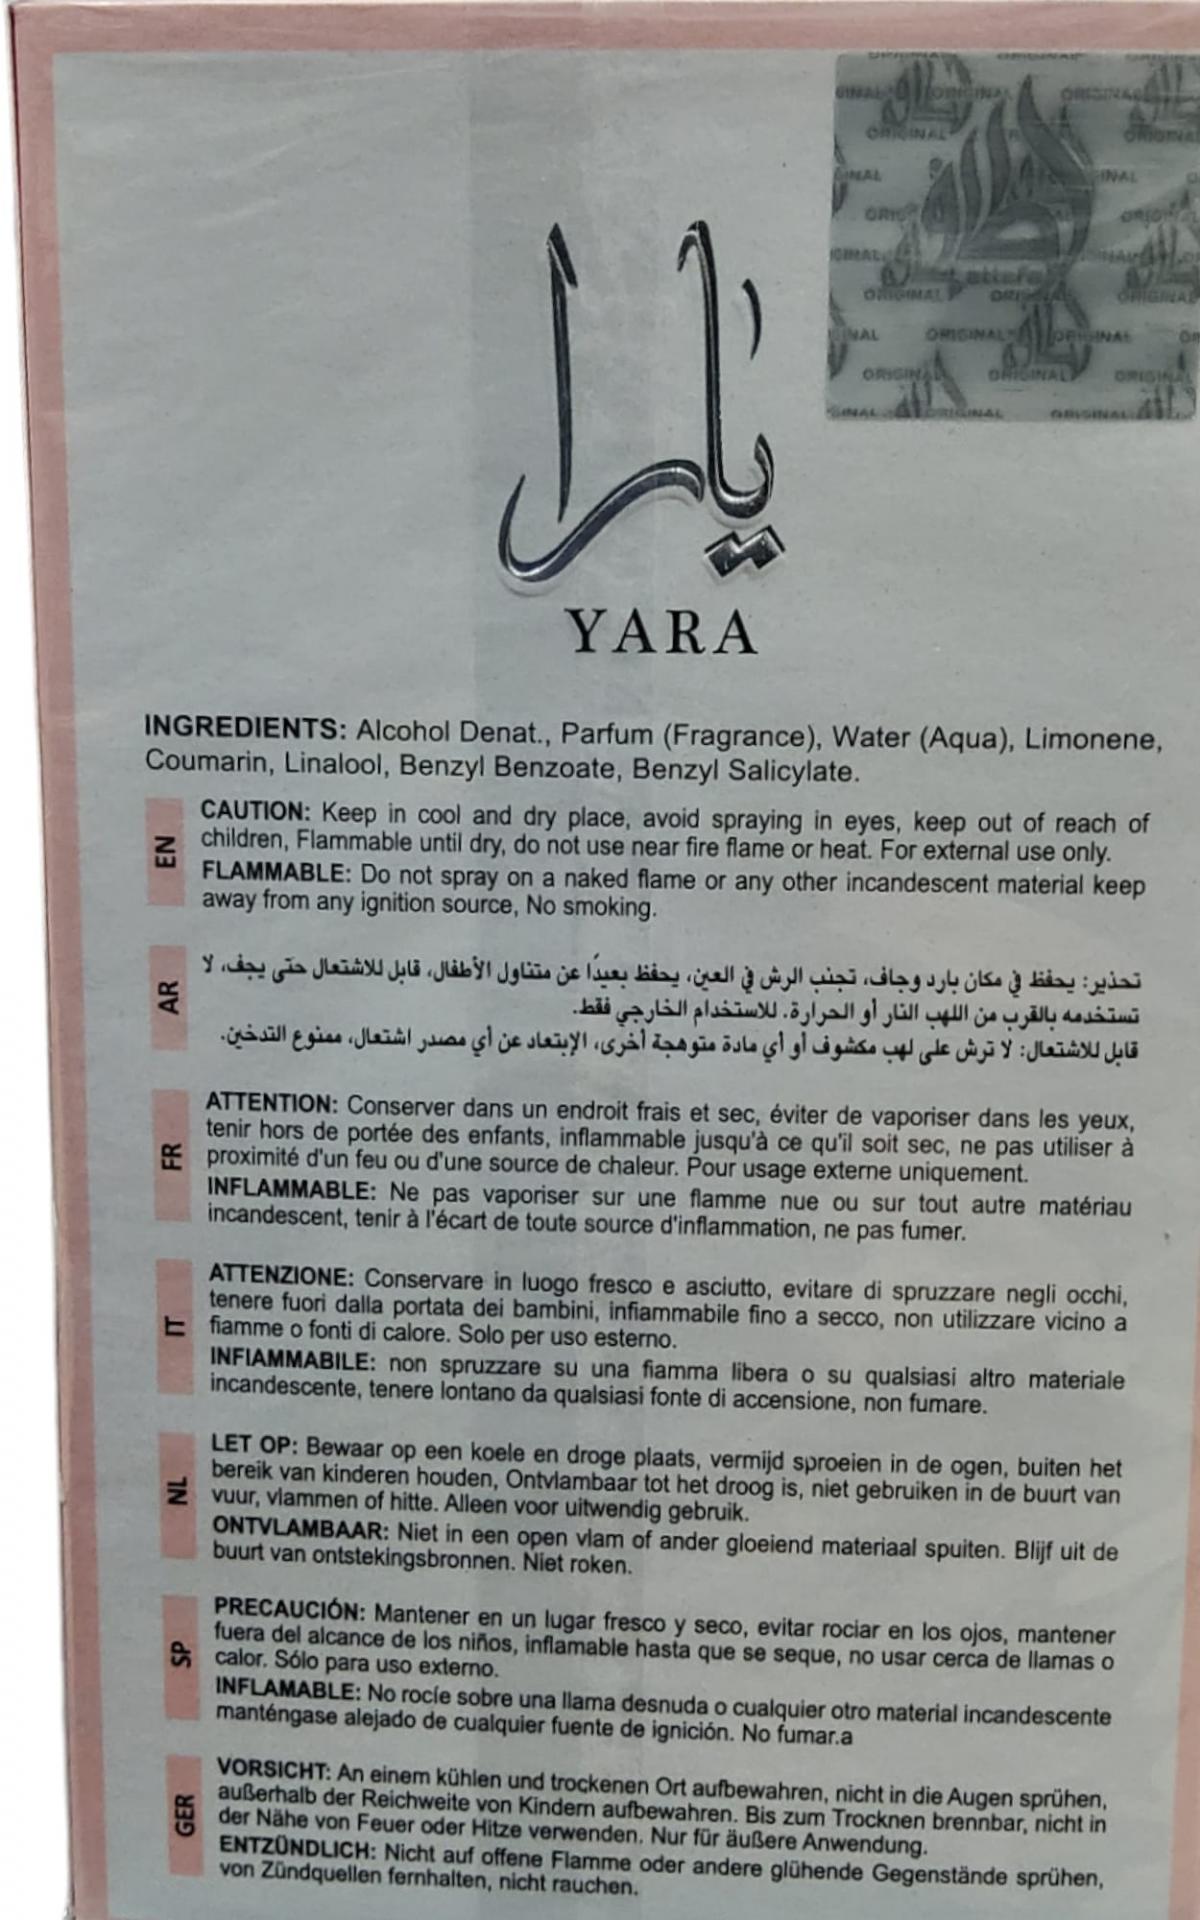 يارا
YARA
ORIGINAL
Lattafa
INGREDIENTS: Alcohol Denat., Parfum (Fragrance), Water (Aqua), Limonene,
Coumarin, Linalool, Benzyl Benzoate, Benzyl Salicylate.
EN
CAUTION: Keep in cool and dry place, avoid spraying in eyes, keep out of reach of
children, Flammable until dry, do not use near fire flame or heat. For external use only.
FLAMMABLE: Do not spray on a naked flame or any other incandescent material keep
away from any ignition source, No smoking.
AR
تحذير: يحفظ في مكان بارد وجاف، تجنب الرش في العين، يحفظ بعيدًا عن متناول الأطفال، قابل للاشتعال حتى يجف، لا
تستخدمه بالقرب من اللهب النار أو الحرارة. للاستخدام الخارجي فقط.
قابل للاشتعال: لا ترش على لهب مكشوف أو أي مادة متوهجة أخرى، الإبتعاد عن أي مصدر اشتعال، ممنوع التدخين.
FR
ATTENTION: Conserver dans un endroit frais et sec, éviter de vaporiser dans les yeux,
tenir hors de portée des enfants, inflammable jusqu'à ce qu'il soit sec, ne pas utiliser à
proximité d'un feu ou d'une source de chaleur. Pour usage externe uniquement.
INFLAMMABLE: Ne pas vaporiser sur une flamme nue ou sur tout autre matériau
incandescent, tenir à l'écart de toute source d'inflammation, ne pas fumer.
IT
ATTENZIONE: Conservare in luogo fresco e asciutto, evitare di spruzzare negli occhi,
tenere fuori dalla portata dei bambini, infiammabile fino a secco, non utilizzare vicino a
fiamme o fonti di calore. Solo per uso esterno.
INFIAMMABILE: non spruzzare su una fiamma libera o su qualsiasi altro materiale
incandescente, tenere lontano da qualsiasi fonte di accensione, non fumare.
NL
LET OP: Bewaar op een koele en droge plaats, vermijd sproeien in de ogen, buiten het
bereik van kinderen houden, Ontvlambaar tot het droog is, niet gebruiken in de buurt van
vuur, vlammen of hitte. Alleen voor uitwendig gebruik.
ONTVLAMBAAR: Niet in een open vlam of ander gloeiend materiaal spuiten. Blijf uit de
buurt van ontstekingsbronnen. Niet roken.
SP
PRECAUCIÓN: Mantener en un lugar fresco y seco, evitar rociar en los ojos, mantener
fuera del alcance de los niños, inflamable hasta que se seque, no usar cerca de llamas o
calor. Sólo para uso externo.
INFLAMABLE: No rocíe sobre una llama desnuda o cualquier otro material incandescente
manténgase alejado de cualquier fuente de ignición. No fumar.a
GER
VORSICHT: An einem kühlen und trockenen Ort aufbewahren, nicht in die Augen sprühen,
außerhalb der Reichweite von Kindern aufbewahren. Bis zum Trocknen brennbar, nicht in
der Nähe von Feuer oder Hitze verwenden. Nur für äußere Anwendung.
ENTZÜNDLICH: Nicht auf offene Flamme oder andere glühende Gegenstände sprühen,
von Zündquellen fernhalten, nicht rauchen.